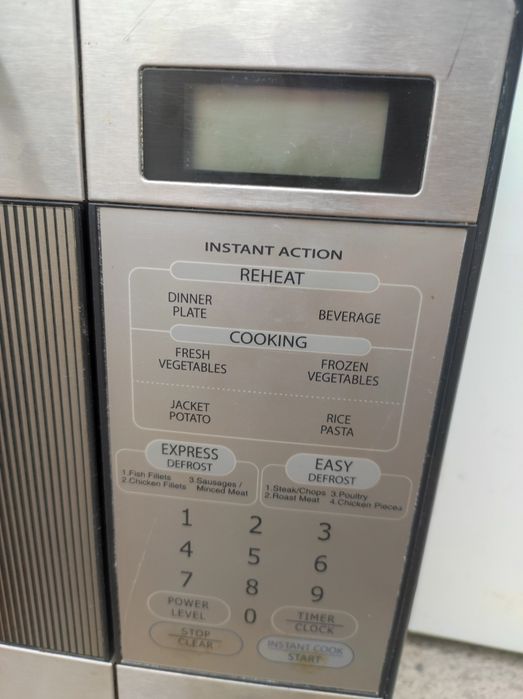 INSTANT ACTION
REHEAT
DINNER
PLATE
BEVERAGE
COOKING
FRESH
VEGETABLES
FROZEN
VEGETABLES
JACKET
POTATO
RICE
PASTA
EXPRESS
DEFROST
1.Fish Fillets 3.Sausages /
2.Chicken Fillets Minced Meat
EASY
DEFROST
1.Steak/Chops 3.Poultry
2.Roast Meat 4.Chicken Pieces
1 2 3
4 5 6
7 8 9
POWER
LEVEL
0
TIMER
CLOCK
STOP
CLEAR
INSTANT COOK
START